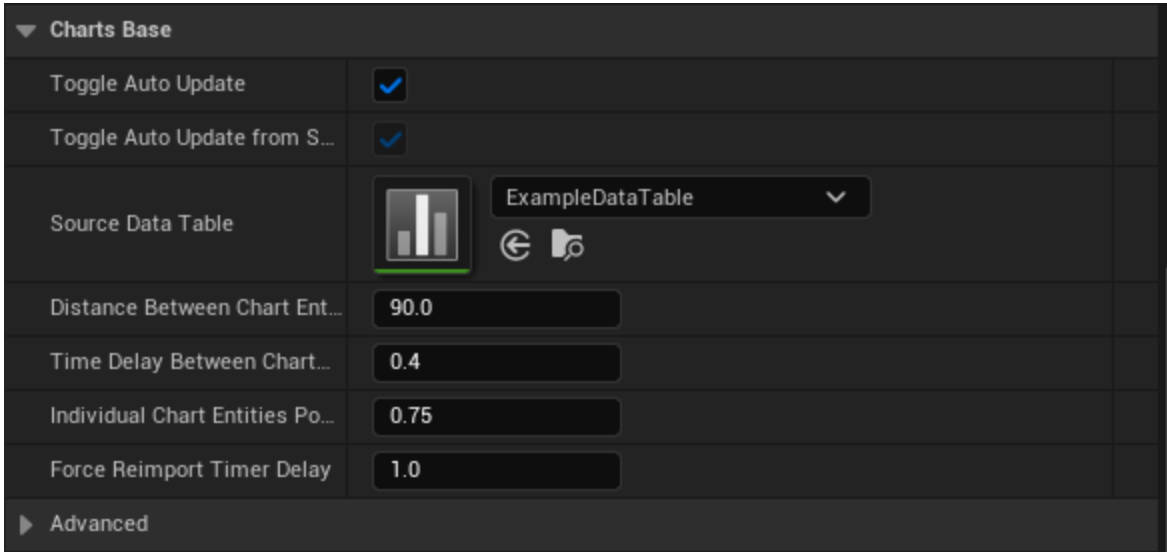 Charts Base
Toggle Auto Update
Toggle Auto Update from S...
Source Data Table
ExampleDataTable
Distance Between Chart Ent...
90.0
Time Delay Between Chart...
0.4
Individual Chart Entities Po...
0.75
Force Reimport Timer Delay
1.0
Advanced